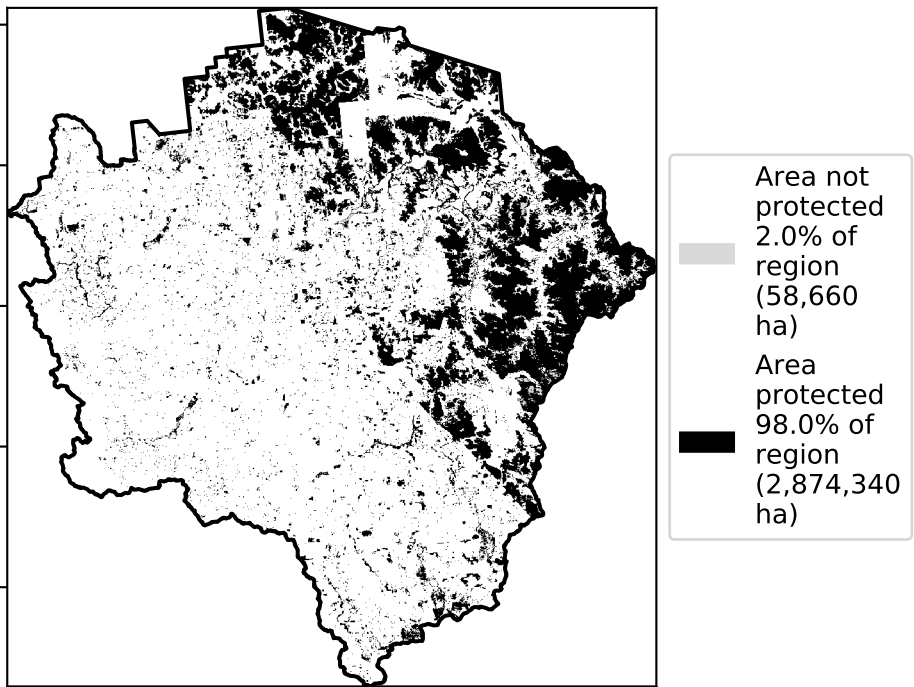 Area not
protected
2.0% of
region
(58,660
ha)
Area
protected
98.0% of
region
(2,874,340
ha)